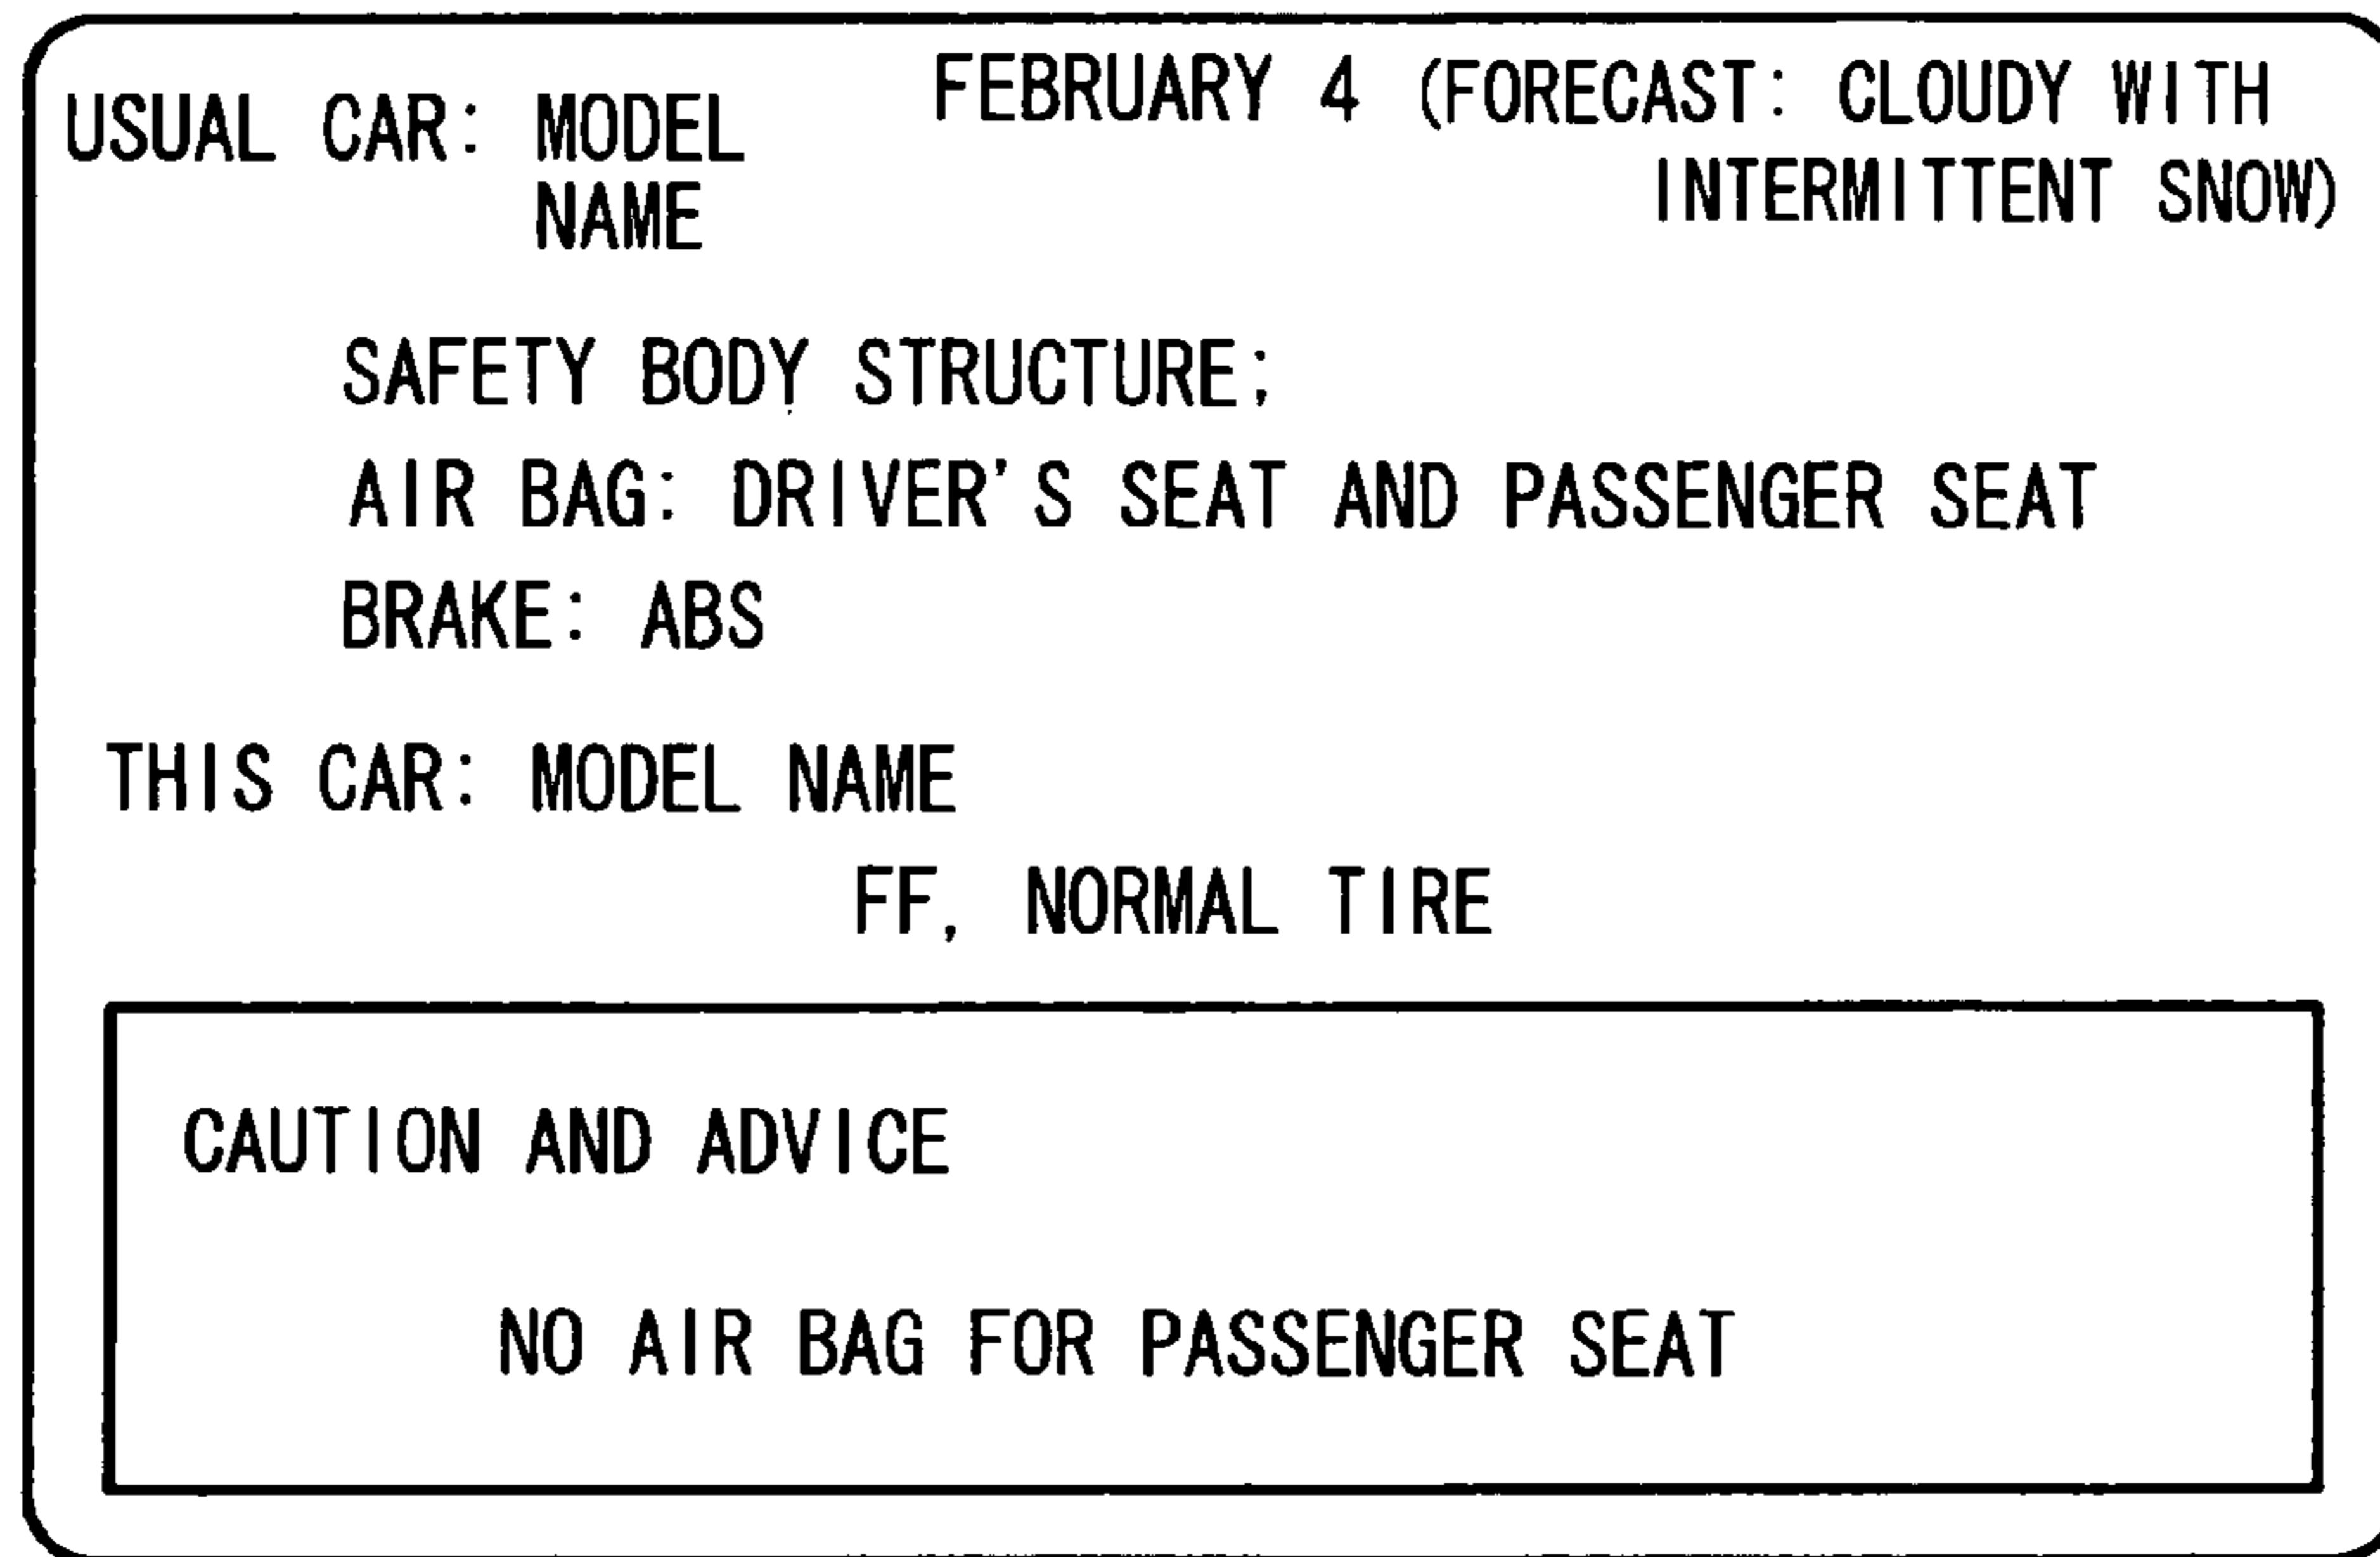 FEBRUARY 4 (FORECAST: CLOUDY WITH
INTERMITTENT SNOW)
USUAL CAR: MODEL
NAME
SAFETY BODY STRUCTURE;
AIR BAG: DRIVER'S SEAT AND PASSENGER SEAT
BRAKE: ABS
THIS CAR: MODEL NAME
FF, NORMAL TIRE
CAUTION AND ADVICE
NO AIR BAG FOR PASSENGER SEAT